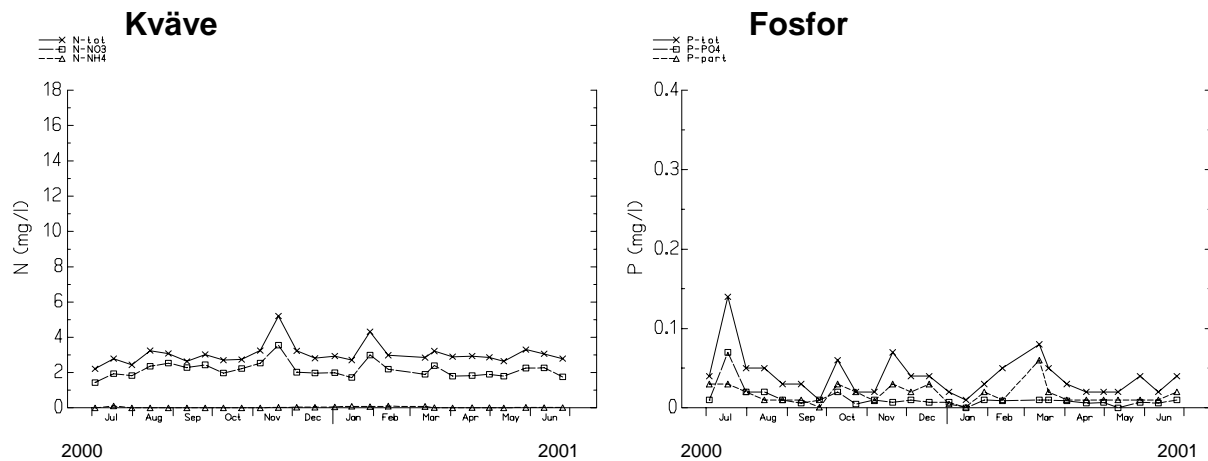 Kväve
N-tot
N-NO3
N-NH4
18
16
14
12
10
8
6
4
2
0
N (mg/l)
Jul Aug Sep Oct Nov Dec Jan Feb Mar Apr May Jun
2000 2001
Fosfor
P-tot
P-PO4
P-part
0.4
0.3
0.2
0.1
0
P (mg/l)
Jul Aug Sep Oct Nov Dec Jan Feb Mar Apr May Jun
2000 2001